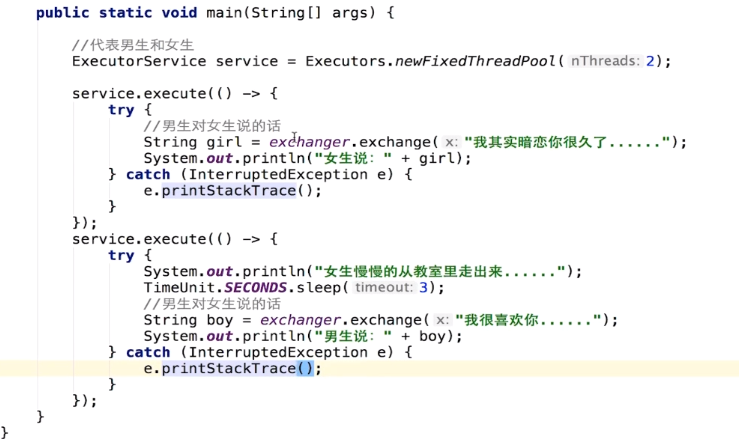 public static void main(String[] args) {
//代表男生和女生
ExecutorService service = Executors.newFixedThreadPool( nThreads: 2);
service.execute(() -> {
try {
//男生对女生说的话
String girl = exchanger.exchange( x: "我其实暗恋你很久了......");
System.out.println("女生说：" + girl);
} catch (InterruptedException e) {
e.printStackTrace();
}
});
service.execute(() -> {
try {
System.out.println("女生慢慢的从教室里走出来......");
TimeUnit.SECONDS.sleep( timeout: 3);
//男生对女生说的话
String boy = exchanger.exchange( x: "我很喜欢你......");
System.out.println("男生说：" + boy);
} catch (InterruptedException e) {
e.printStackTrace();
}
});
}
}